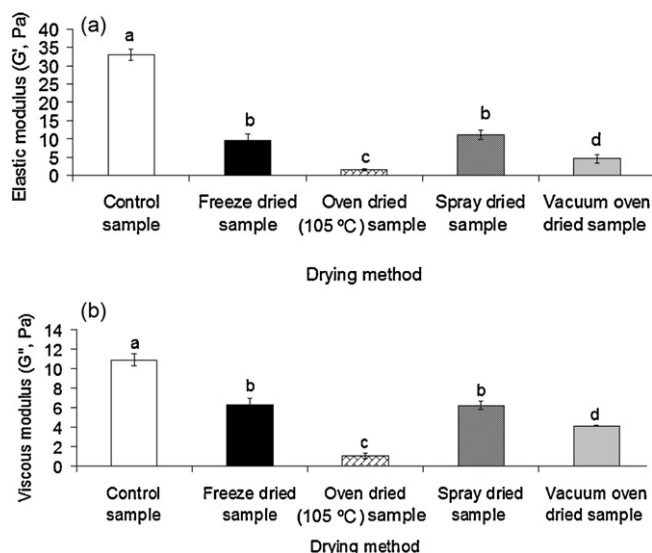 (a)
Elastic modulus (G', Pa)
40
35
30
25
20
15
10
5
0
a
b
c
b
d
Control sample
Freeze dried sample
Oven dried (105 ºC) sample
Spray dried sample
Vacuum oven dried sample
Drying method
(b)
Viscous modulus (G", Pa)
14
12
10
8
6
4
2
0
a
b
c
b
d
Control sample
Freeze dried sample
Oven dried (105 ºC) sample
Spray dried sample
Vacuum oven dried sample
Drying method